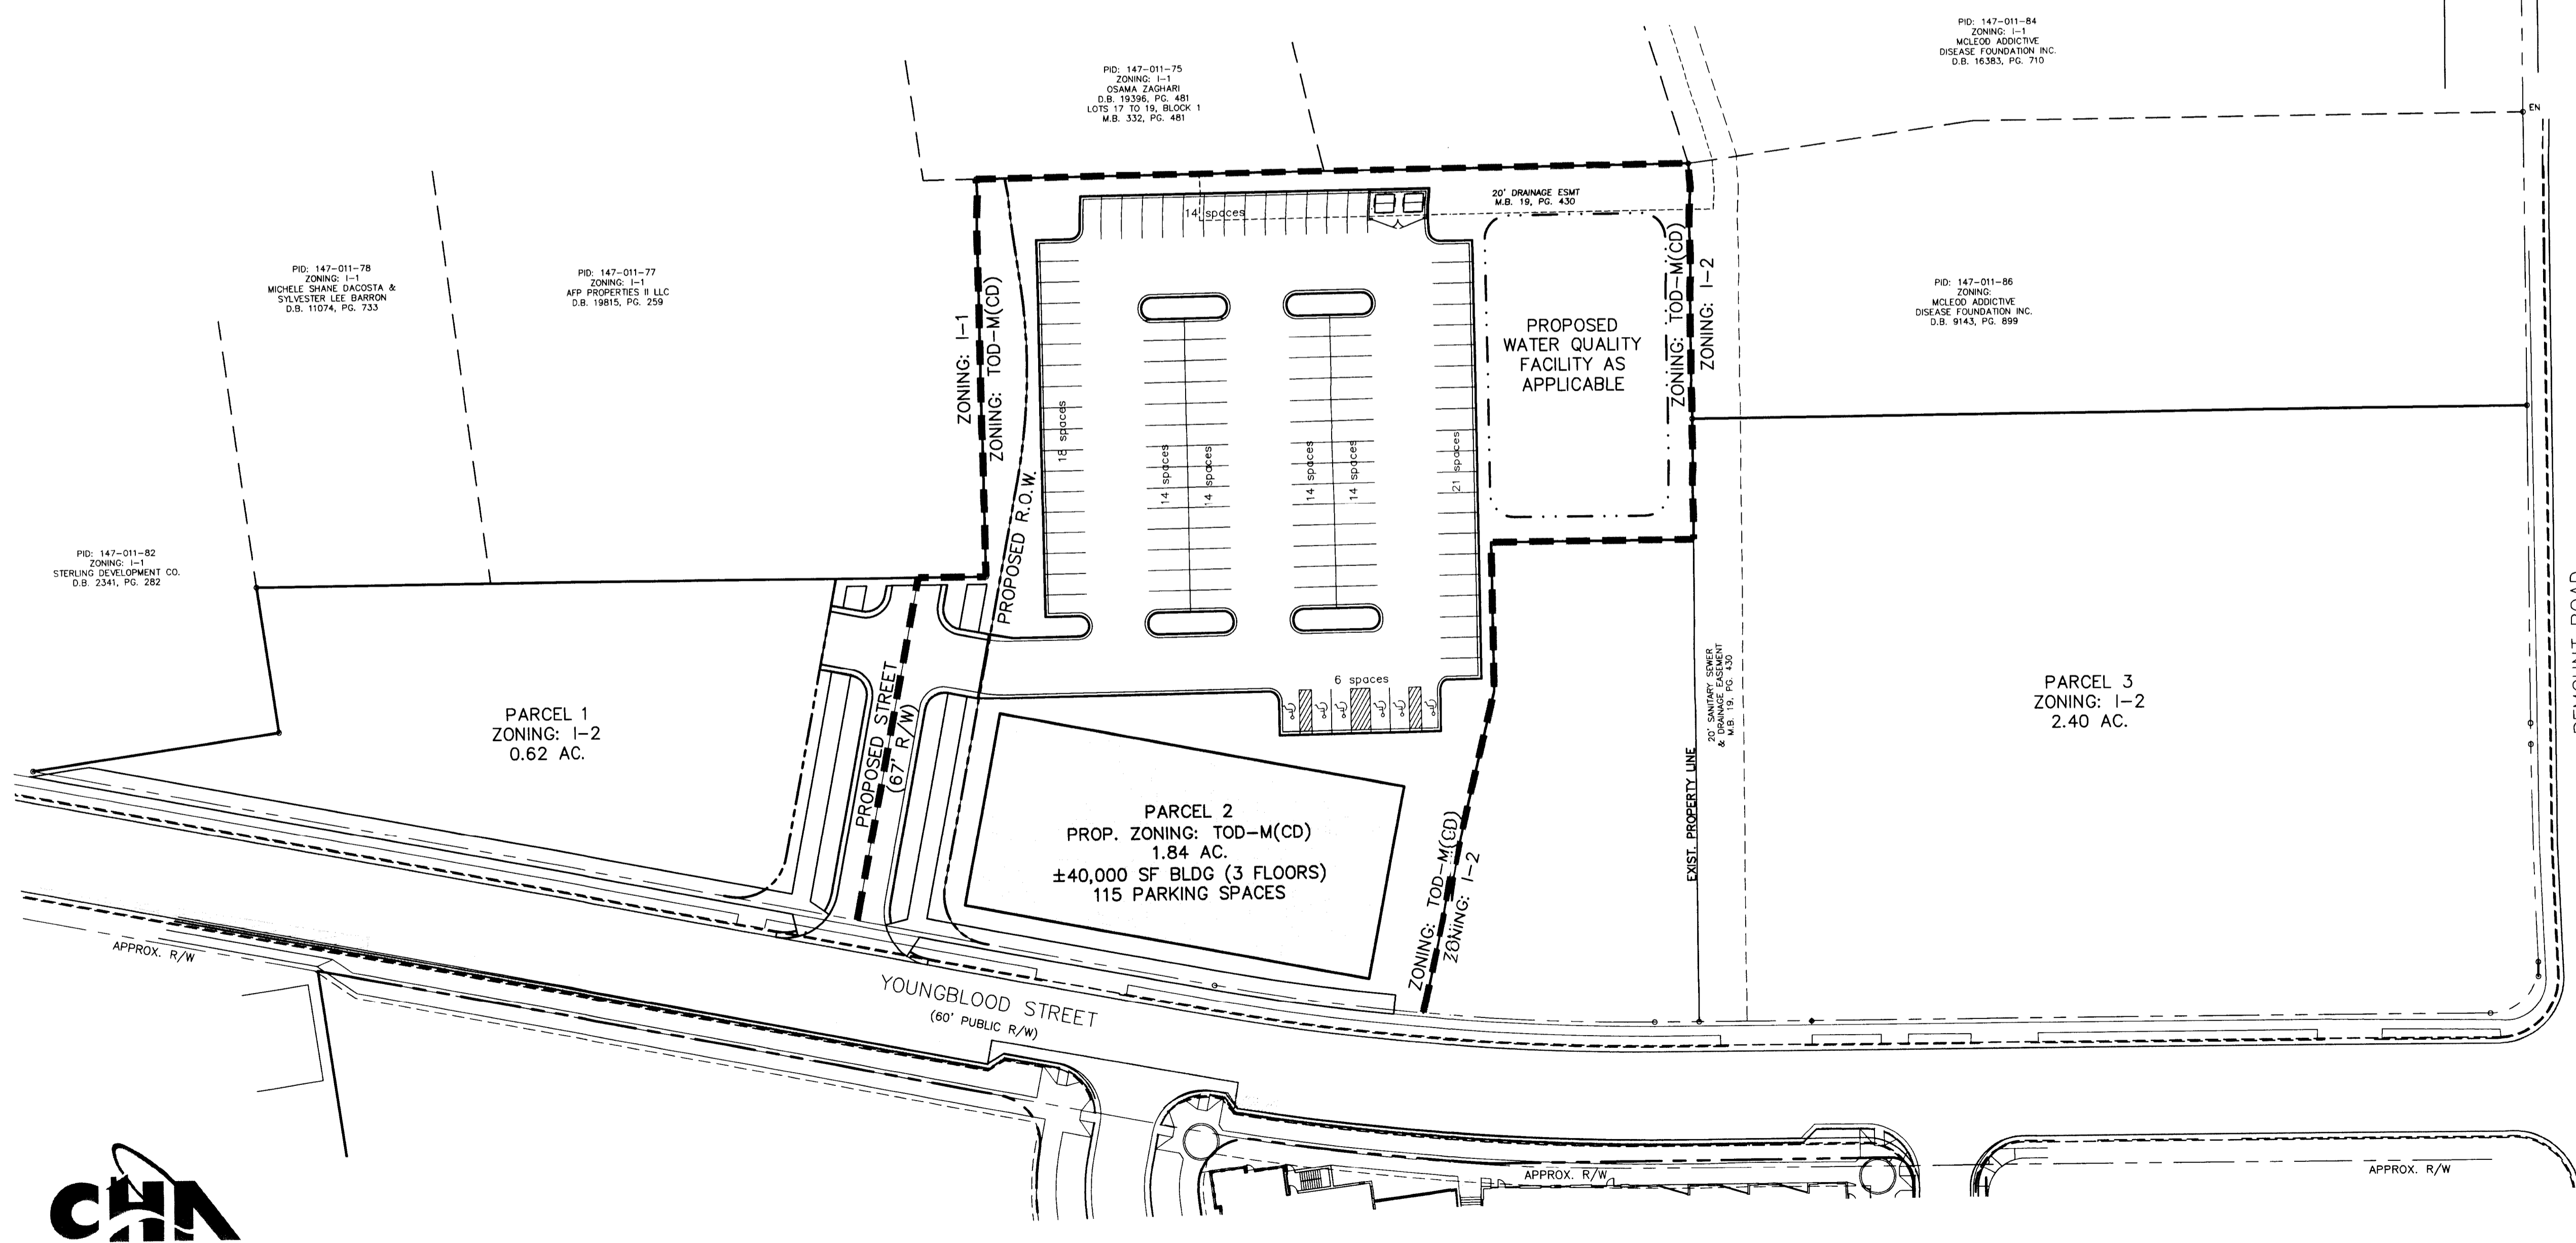 PID: 147-011-84
ZONING: I-1
MCLEOD ADDICTIVE
DISEASE FOUNDATION INC.
D.B. 16383, PG. 710
PID: 147-011-75
ZONING: I-1
OSAMA ZAGHARI
D.B. 19396, PG. 481
LOTS 17 TO 19, BLOCK 1
M.B. 332, PG. 481
EN
20' DRAINAGE ESMT
M.B. 19, PG. 430
14 spaces
PID: 147-011-78
ZONING: I-1
MICHELE SHANE DACOSTA &
SYLVESTER LEE BARRON
D.B. 11074, PG. 733
PID: 147-011-77
ZONING: I-1
AFP PROPERTIES II LLC
D.B. 19815, PG. 259
ZONING: I-1
ZONING: TOD-M(CD)
PROPOSED R.O.W.
18 spaces
14 spaces
14 spaces
14 spaces
14 spaces
21 spaces
PROPOSED
WATER QUALITY
FACILITY AS
APPLICABLE
ZONING: TOD-M(CD)
ZONING: I-2
PID: 147-011-86
ZONING:
MCLEOD ADDICTIVE
DISEASE FOUNDATION INC.
D.B. 9143, PG. 899
PID: 147-011-82
ZONING: I-1
STERLING DEVELOPMENT CO.
D.B. 2341, PG. 282
6 spaces
PARCEL 1
ZONING: I-2
0.62 AC.
PROPOSED STREET
(67' R/W)
PARCEL 2
PROP. ZONING: TOD-M(CD)
1.84 AC.
±40,000 SF BLDG (3 FLOORS)
115 PARKING SPACES
ZONING: TOD-M(CD)
ZONING: I-2
EXIST. PROPERTY LINE
20' SANITARY SEWER
& DRAINAGE EASEMENT
M.B. 19, PG. 430
PARCEL 3
ZONING: I-2
2.40 AC.
ROAD
APPROX. R/W
YOUNGBLOOD STREET
(60' PUBLIC R/W)
APPROX. R/W
APPROX. R/W
CHA